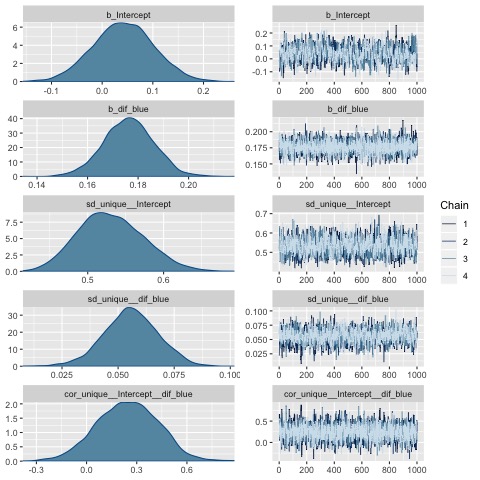 b_Intercept
6
4
2
0
-0.1 0.0 0.1 0.2
b_Intercept
0.2
0.1
0.0
-0.1
0 200 400 600 800 1000
b_dif_blue
40
30
20
10
0
0.14 0.16 0.18 0.20
b_dif_blue
0.200
0.175
0.150
0 200 400 600 800 1000
sd_unique__Intercept
7.5
5.0
2.5
0.0
0.5 0.6
sd_unique__Intercept
0.7
0.6
0.5
0 200 400 600 800 1000
sd_unique__dif_blue
30
20
10
0
0.025 0.050 0.075 0.100
sd_unique__dif_blue
0.100
0.075
0.050
0.025
0 200 400 600 800 1000
cor_unique__Intercept__dif_blue
2.0
1.5
1.0
0.5
0.0
-0.3 0.0 0.3 0.6
cor_unique__Intercept__dif_blue
0.5
0.0
0 200 400 600 800 1000
Chain
1
2
3
4